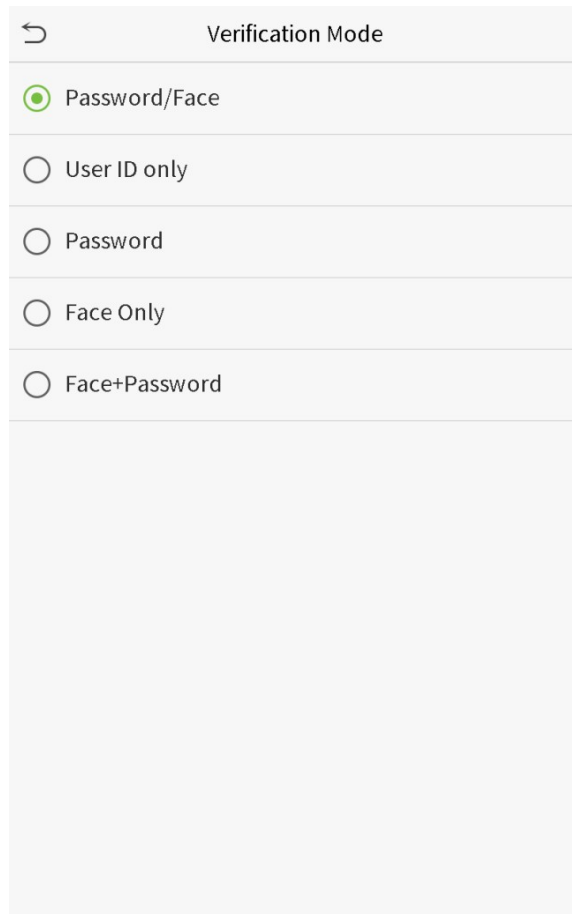 Verification Mode
Password/Face
User ID only
Password
Face Only
Face+Password